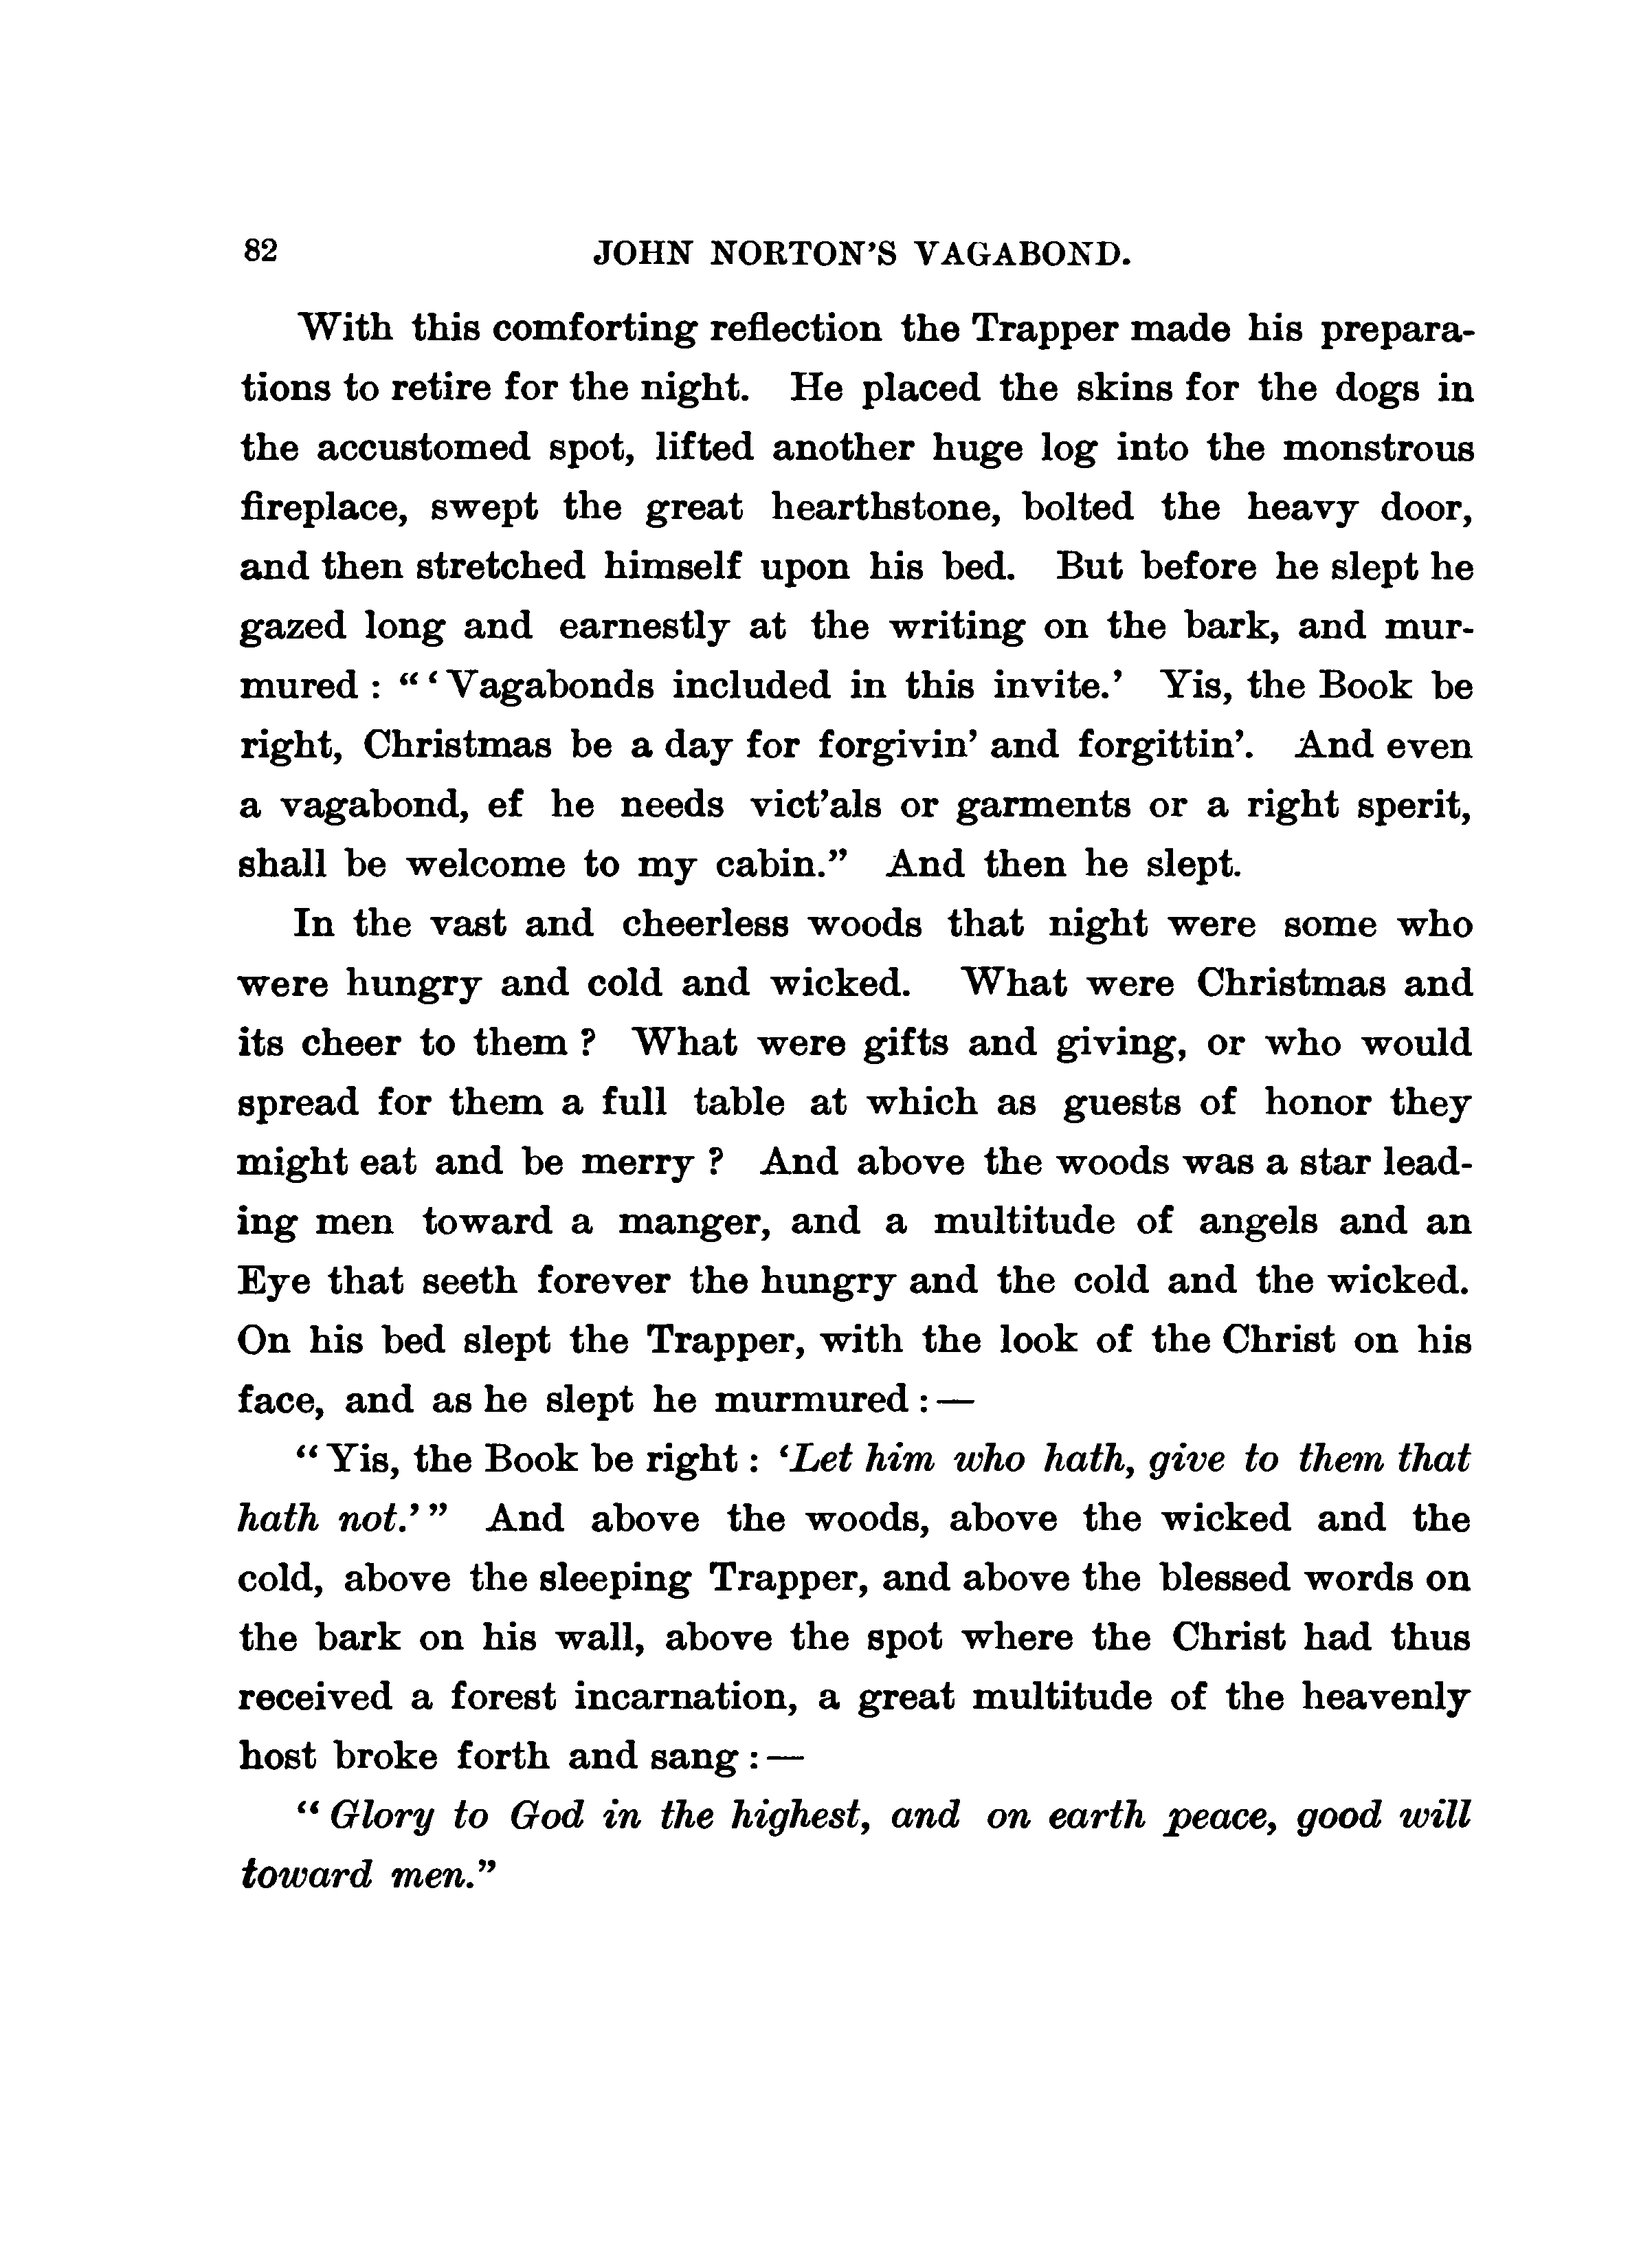 82 JOHN NORTON'S VAGABOND.
With this comforting reflection the Trapper made his prepara-
tions to retire for the night. He placed the skins for the dogs in
the accustomed spot, lifted another huge log into the monstrous
fireplace, swept the great hearthstone, bolted the heavy door,
and then stretched himself upon his bed. But before he slept he
gazed long and earnestly at the writing on the bark, and mur-
mured : “ ‘ Vagabonds included in this invite.’ Yis, the Book be
right, Christmas be a day for forgivin’ and forgittin’. And even
a vagabond, ef he needs vict’als or garments or a right sperit,
shall be welcome to my cabin.” And then he slept.
In the vast and cheerless woods that night were some who
were hungry and cold and wicked. What were Christmas and
its cheer to them ? What were gifts and giving, or who would
spread for them a full table at which as guests of honor they
might eat and be merry ? And above the woods was a star lead-
ing men toward a manger, and a multitude of angels and an
Eye that seeth forever the hungry and the cold and the wicked.
On his bed slept the Trapper, with the look of the Christ on his
face, and as he slept he murmured : —
“ Yis, the Book be right : ‘Let him who hath, give to them that
hath not.’ ” And above the woods, above the wicked and the
cold, above the sleeping Trapper, and above the blessed words on
the bark on his wall, above the spot where the Christ had thus
received a forest incarnation, a great multitude of the heavenly
host broke forth and sang : —
“ Glory to God in the highest, and on earth peace, good will
toward men.”